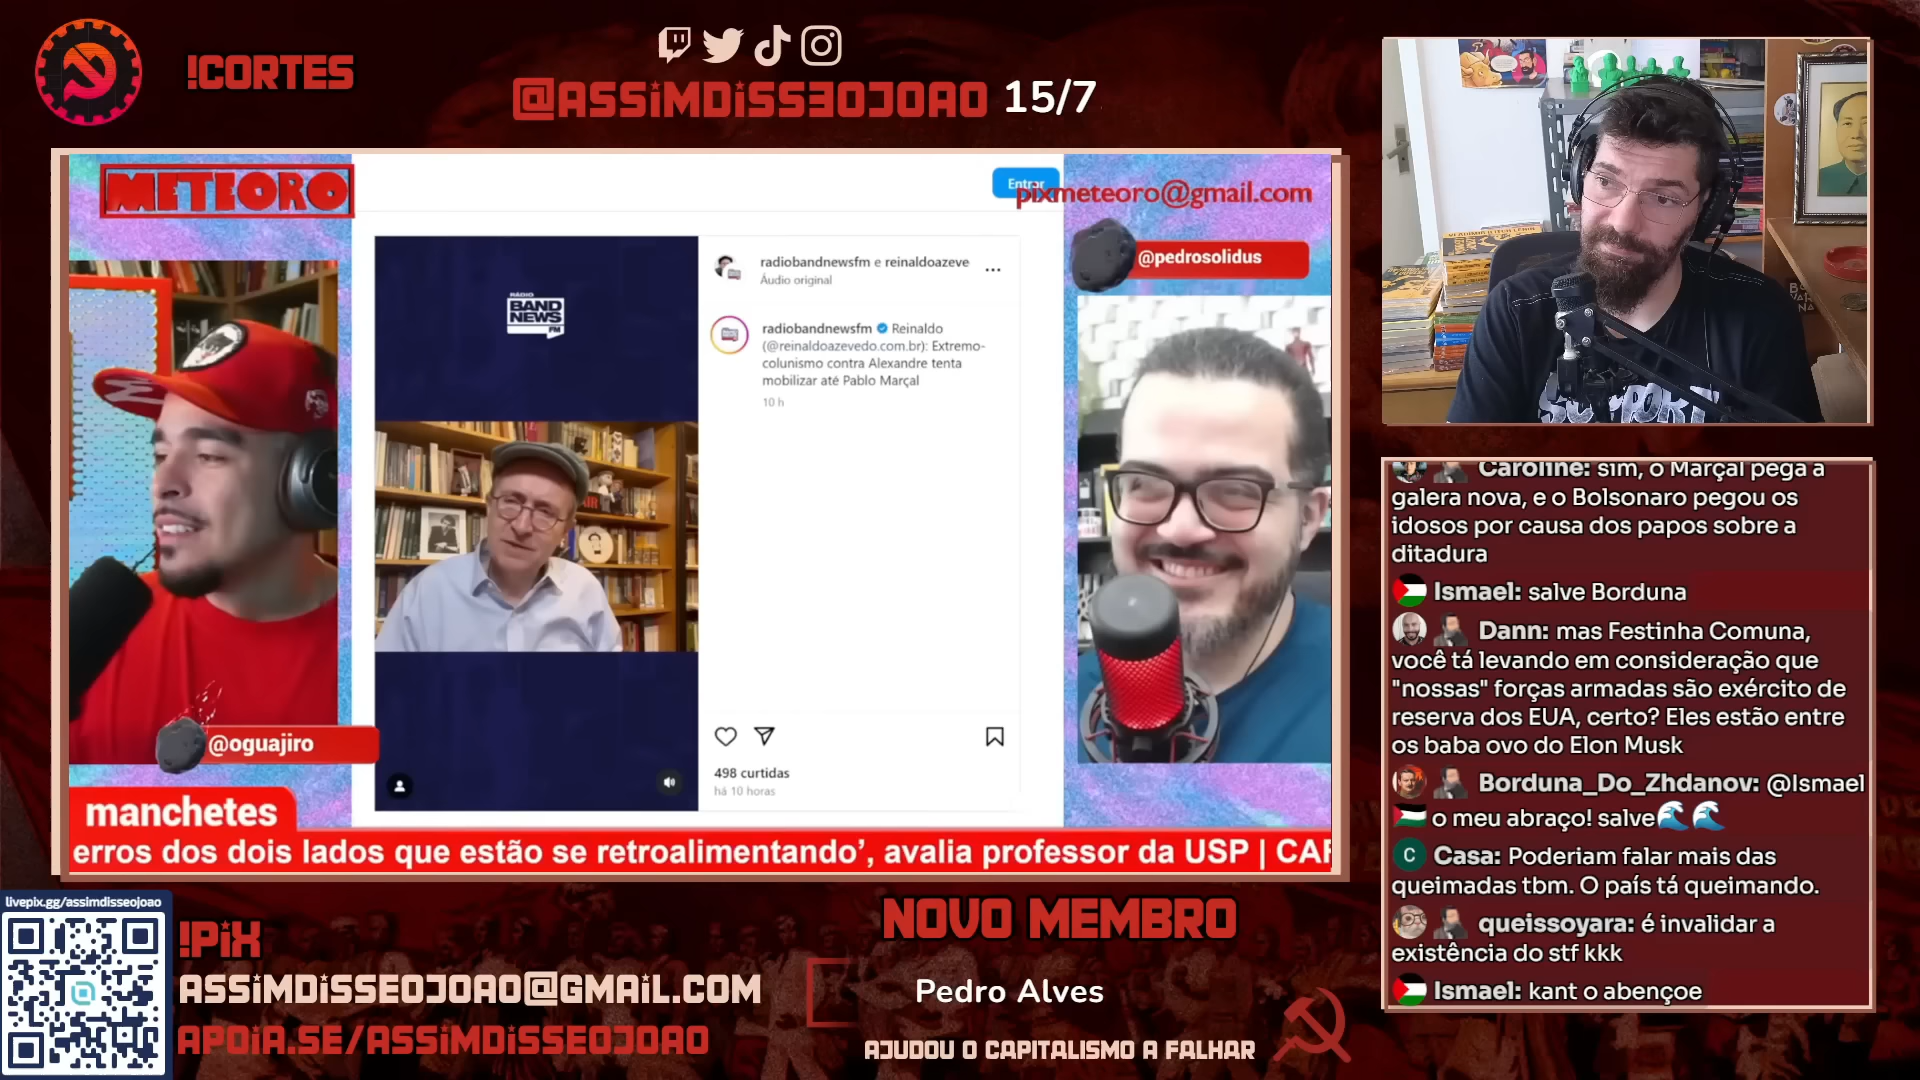 !CORTES
@ASSIMDISSEOJOAO 15/7
METEORO
Entrar
pixmeteoro@gmail.com
RÁDIO
BAND
NEWS
FM
radiobandnewsfm e reinaldoazeve
Áudio original
...
radiobandnewsfm Reinaldo
(@reinaldoazevedo.com.br): Extremo-
colunismo contra Alexandre tenta
mobilizar até Pablo Marçal
10 h
@pedrosolidus
@oguajiro
498 curtidas
há 10 horas
manchetes
erros dos dois lados que estão se retroalimentando', avalia professor da USP | CAR
Caroline: sim, o Marçal pega a
galera nova, e o Bolsonaro pegou os
idosos por causa dos papos sobre a
ditadura
Ismael: salve Borduna
Dann: mas Festinha Comuna,
você tá levando em consideração que
"nossas" forças armadas são exército de
reserva dos EUA, certo? Eles estão entre
os baba ovo do Elon Musk
Borduna_Do_Zhdanov: @Ismael
o meu abraço! salve🌊🌊
C Casa: Poderiam falar mais das
queimadas tbm. O país tá queimando.
queissoyara: é invalidar a
existência do stf kkk
Ismael: kant o abençoe
livepix.gg/assimdisseojoao
!PIX
ASSIMDISSEOJOAO@GMAIL.COM
APOIA.SE/ASSIMDISSEOJOAO
NOVO MEMBRO
Pedro Alves
AJUDOU O CAPITALISMO A FALHAR